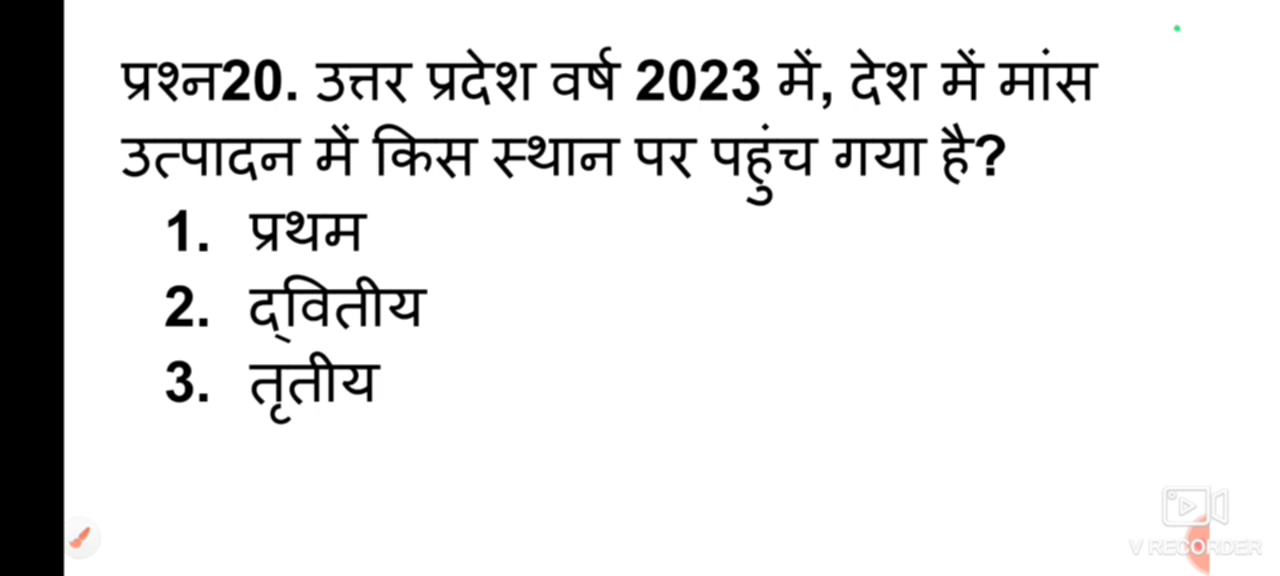 प्रश्न20. उत्तर प्रदेश वर्ष 2023 में, देश में मांस
उत्पादन में किस स्थान पर पहुंच गया है?
1. प्रथम
2. द्वितीय
3. तृतीय
V RECORDER